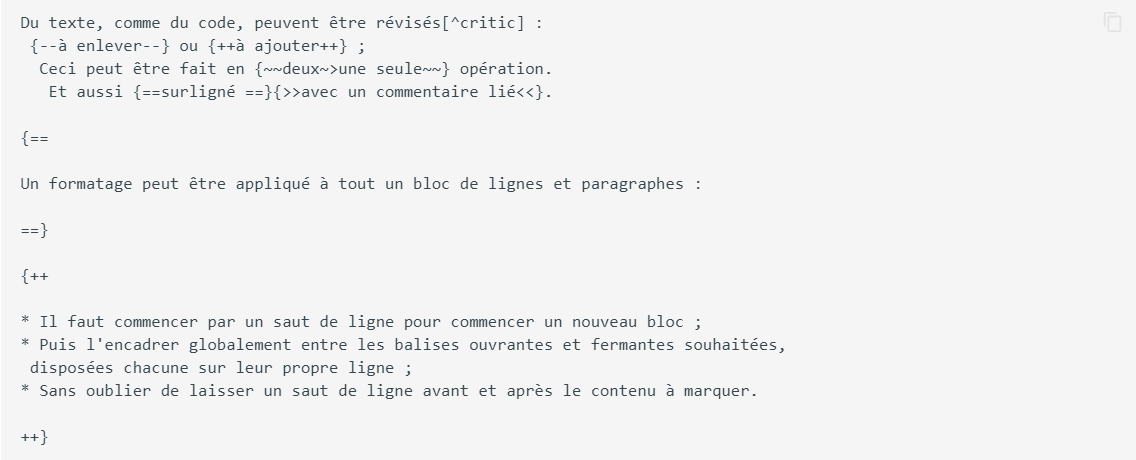 Du texte, comme du code, peuvent être révisés[^critic] :
{--à enlever--} ou {++à ajouter++} ;
Ceci peut être fait en {~~deux~>une seule~~} opération.
Et aussi {==surligné ==}{>>avec un commentaire lié<<}.
{==
Un formatage peut être appliqué à tout un bloc de lignes et paragraphes :
==}
{++
* Il faut commencer par un saut de ligne pour commencer un nouveau bloc ;
* Puis l'encadrer globalement entre les balises ouvrantes et fermantes souhaitées,
disposées chacune sur leur propre ligne ;
* Sans oublier de laisser un saut de ligne avant et après le contenu à marquer.
++}